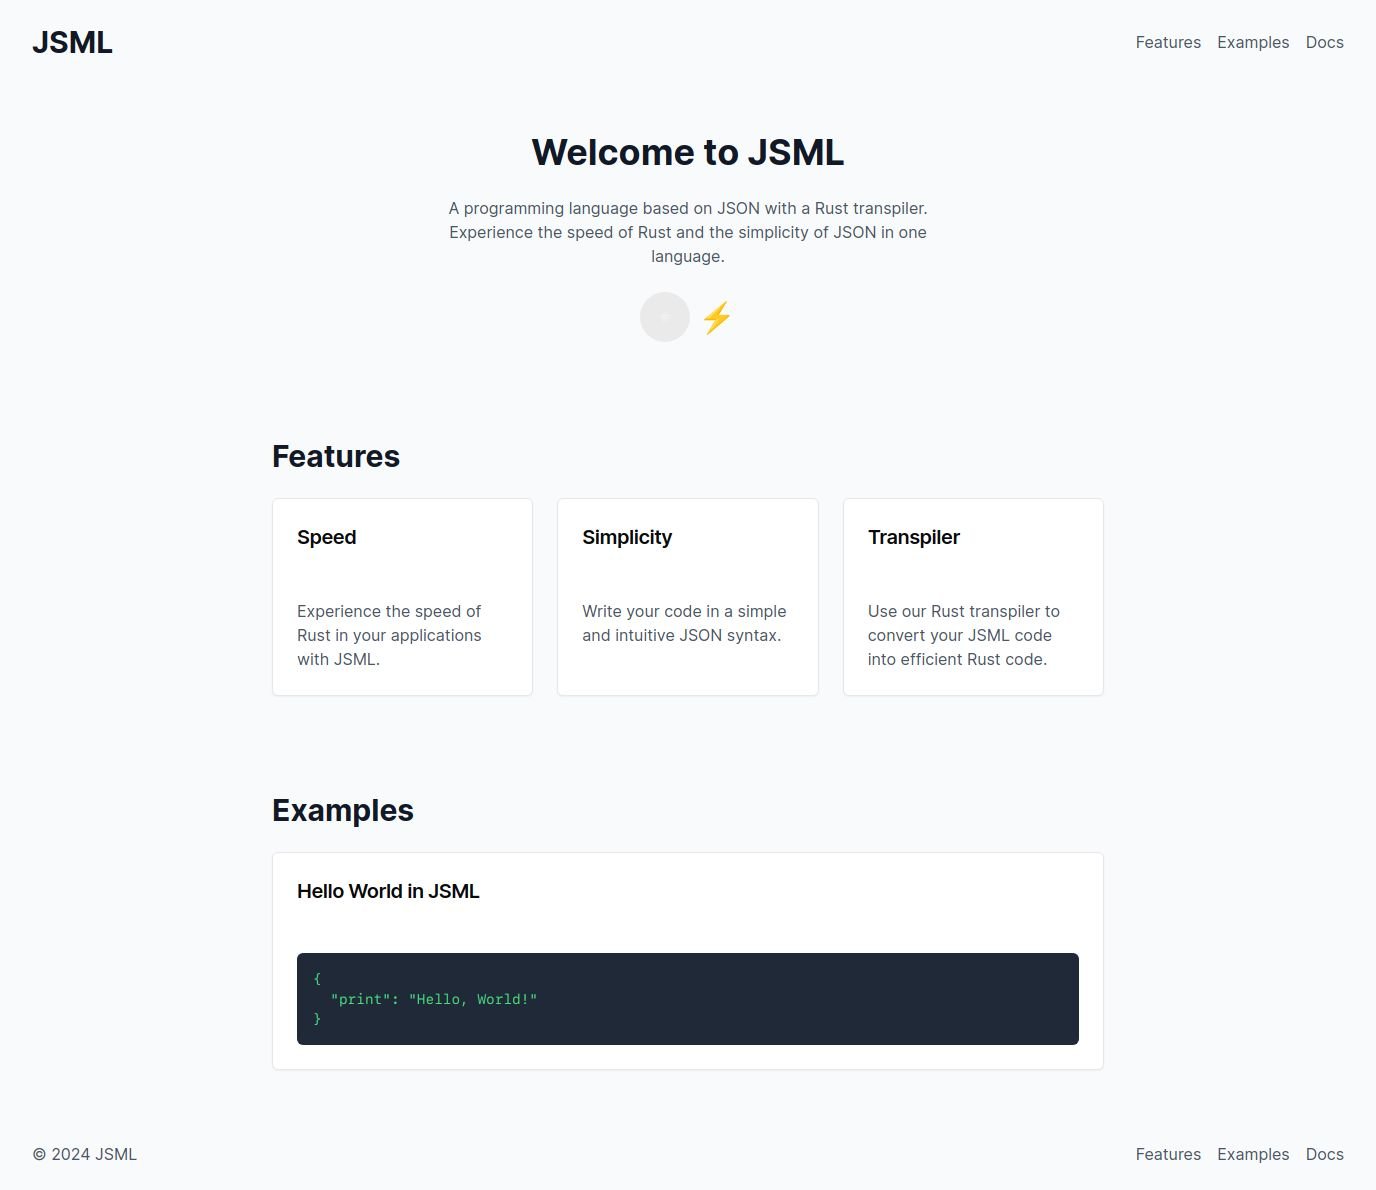 JSML
Features Examples Docs
Welcome to JSML
A programming language based on JSON with a Rust transpiler.
Experience the speed of Rust and the simplicity of JSON in one
language.
Features
Speed
Experience the speed of
Rust in your applications
with JSML.
Simplicity
Write your code in a simple
and intuitive JSON syntax.
Transpiler
Use our Rust transpiler to
convert your JSML code
into efficient Rust code.
Examples
Hello World in JSML
{
  "print": "Hello, World!"
}
© 2024 JSML
Features Examples Docs